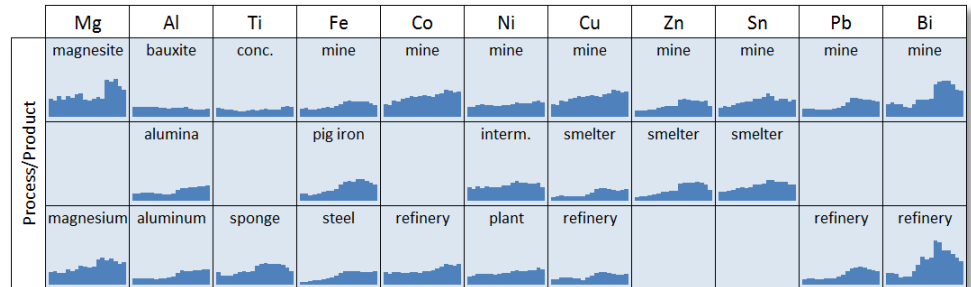 Mg Al Ti Fe Co Ni Cu Zn Sn Pb Bi
Process/Product
magnesite bauxite conc. mine mine mine mine mine mine mine mine
alumina pig iron interm. smelter smelter smelter
magnesium aluminum sponge steel refinery plant refinery refinery refinery